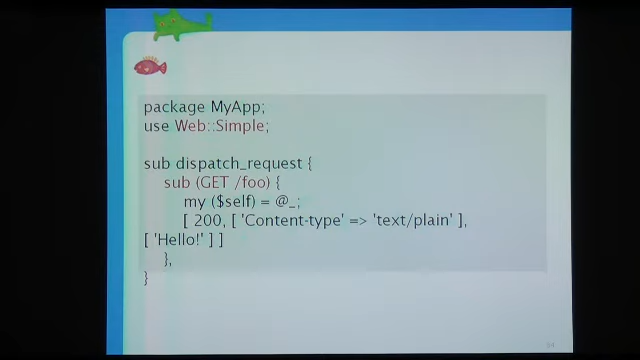 package MyApp;
use Web::Simple;
sub dispatch_request {
sub (GET /foo) {
my ($self) = @_;
[ 200, [ 'Content-type' => 'text/plain' ],
[ 'Hello!' ] ]
},
}